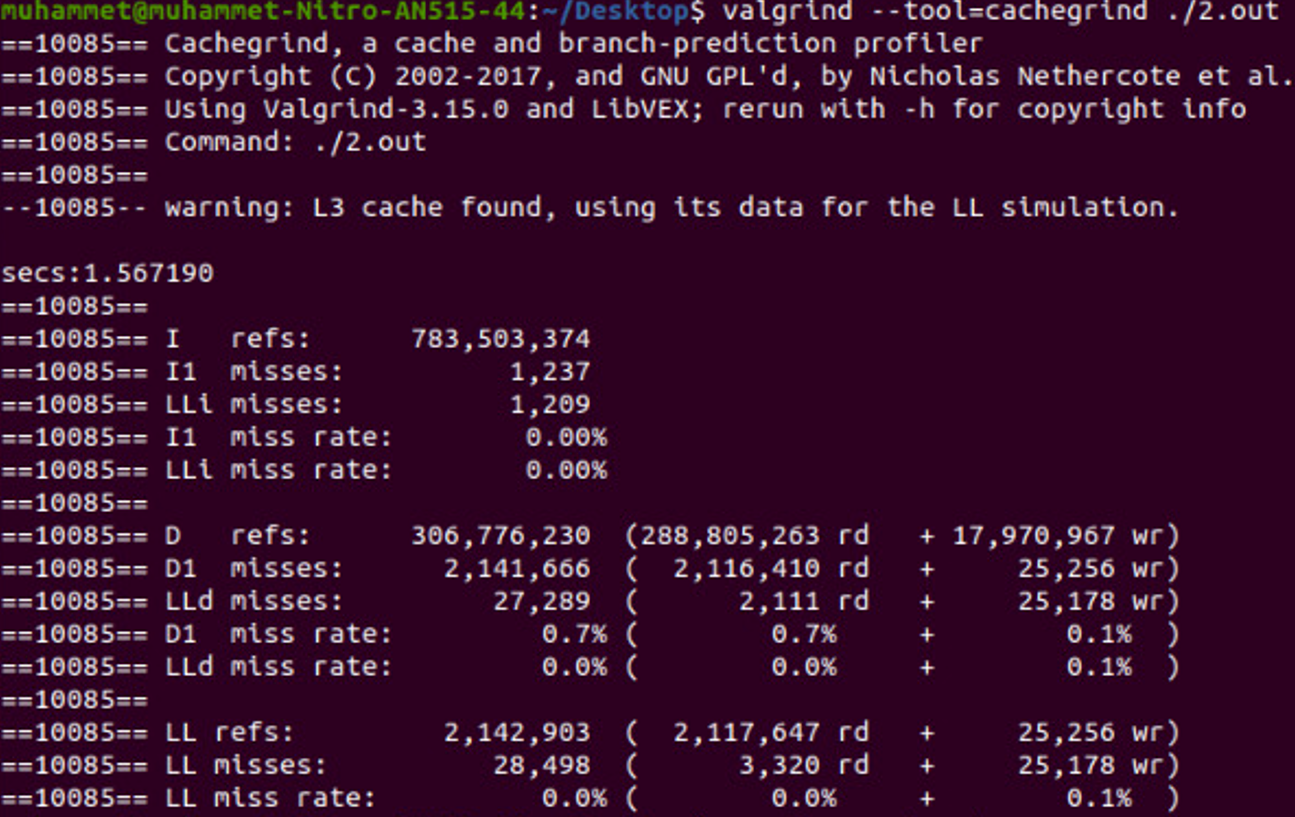 muhammet@muhammet-Nitro-AN515-44:~/Desktop$ valgrind --tool=cachegrind ./2.out
==10085== Cachegrind, a cache and branch-prediction profiler
==10085== Copyright (C) 2002-2017, and GNU GPL'd, by Nicholas Nethercote et al.
==10085== Using Valgrind-3.15.0 and LibVEX; rerun with -h for copyright info
==10085== Command: ./2.out
==10085==
--10085-- warning: L3 cache found, using its data for the LL simulation.
secs:1.567190
==10085==
==10085== I   refs:      783,503,374
==10085== I1  misses:          1,237
==10085== LLi misses:          1,209
==10085== I1  miss rate:        0.00%
==10085== LLi miss rate:        0.00%
==10085==
==10085== D   refs:      306,776,230  (288,805,263 rd   + 17,970,967 wr)
==10085== D1  misses:      2,141,666  (  2,116,410 rd   +     25,256 wr)
==10085== LLd misses:         27,289  (      2,111 rd   +     25,178 wr)
==10085== D1  miss rate:         0.7% (        0.7%     +        0.1%  )
==10085== LLd miss rate:         0.0% (        0.0%     +        0.1%  )
==10085==
==10085== LL refs:         2,142,903  (  2,117,647 rd   +     25,256 wr)
==10085== LL misses:          28,498  (      3,320 rd   +     25,178 wr)
==10085== LL miss rate:          0.0% (        0.0%     +        0.1%  )